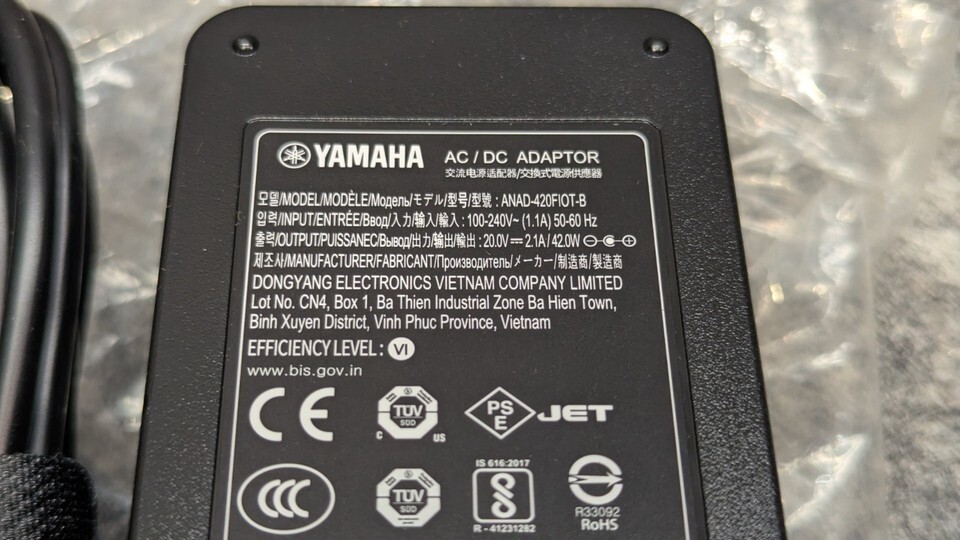 YAMAHA AC / DC ADAPTOR
交流电源适配器/交換式電源供應器
모델/MODEL/MODÈLE/Модель/モデル/型号/型號 : ANAD-420FIOT-B
입력/INPUT/ENTRÉE/Ввод/入力/输入/輸入 : 100-240V~ (1.1A) 50-60 Hz
출력/OUTPUT/PUISSANEC/Вывод/出力/输出/輸出 : 20.0V⎓2.1A / 42.0W
제조사/MANUFACTURER/FABRICANT/Производитель/メーカー/制造商/製造商
DONGYANG ELECTRONICS VIETNAM COMPANY LIMITED
Lot No. CN4, Box 1, Ba Thien Industrial Zone Ba Hien Town,
Binh Xuyen District, Vinh Phuc Province, Vietnam
EFFICIENCY LEVEL : VI
www.bis.gov.in
CE
TÜV
SÜD
C US
PS
E
JET
CCC
TÜV
SÜD
IS 616:2017
R - 41231282
R33092
RoHS